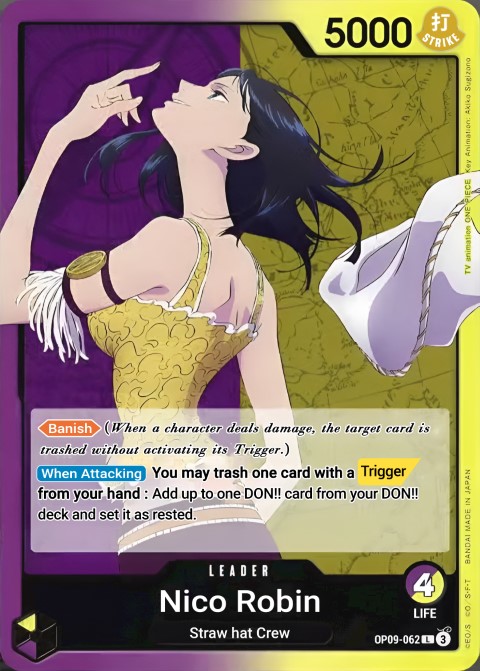 5000
打
STRIKE
TV animation ONE PIECE Key Animation: Akiko Sugizono
Banish (When a character deals damage, the target card is
trashed without activating its Trigger.)
When Attacking You may trash one card with a Trigger
from your hand : Add up to one DON!! card from your DON!!
deck and set it as rested.
LEADER
Nico Robin
Straw hat Crew
4
LIFE
OP09-062 L 3
©E.O/S ©O.S-F-T BANDAI MADE IN JAPAN